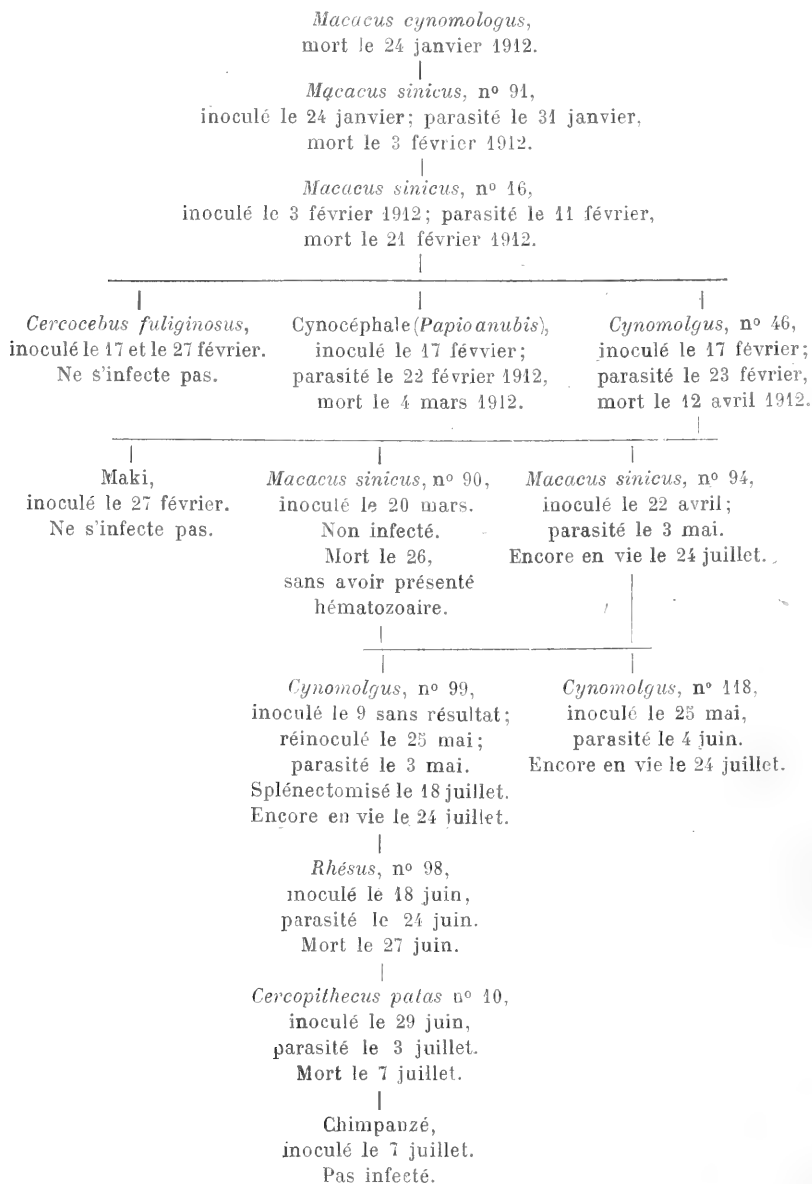 Macacus cynomologus,
mort le 24 janvier 1912.
Macacus sinicus, nº 91,
inoculé le 24 janvier; parasité le 31 janvier,
mort le 3 février 1912.
Macacus sinicus, nº 16,
inoculé le 3 février 1912; parasité le 11 février,
mort le 21 février 1912.
Cercocebus fuliginosus,
inoculé le 17 et le 27 février.
Ne s'infecte pas.
Cynocéphale (Papio anubis),
inoculé le 17 févvier;
parasité le 22 février 1912,
mort le 4 mars 1912.
Cynomolgus, nº 46,
inoculé le 17 février;
parasité le 23 février,
mort le 12 avril 1912.
Maki,
inoculé le 27 février.
Ne s'infecte pas.
Macacus sinicus, nº 90,
inoculé le 20 mars.
Non infecté.
Mort le 26,
sans avoir présenté
hématozoaire.
Macacus sinicus, nº 94,
inoculé le 22 avril;
parasité le 3 mai.
Encore en vie le 24 juillet.
Cynomolgus, nº 99,
inoculé le 9 sans résultat;
réinoculé le 25 mai;
parasité le 3 mai.
Splénectomisé le 18 juillet.
Encore en vie le 24 juillet.
Cynomolgus, nº 118,
inoculé le 25 mai,
parasité le 4 juin.
Encore en vie le 24 juillet.
Rhésus, nº 98,
inoculé le 18 juin,
parasité le 24 juin.
Mort le 27 juin.
Cercopithecus patas nº 10,
inoculé le 29 juin,
parasité le 3 juillet.
Mort le 7 juillet.
Chimpanzé,
inoculé le 7 juillet.
Pas infecté.